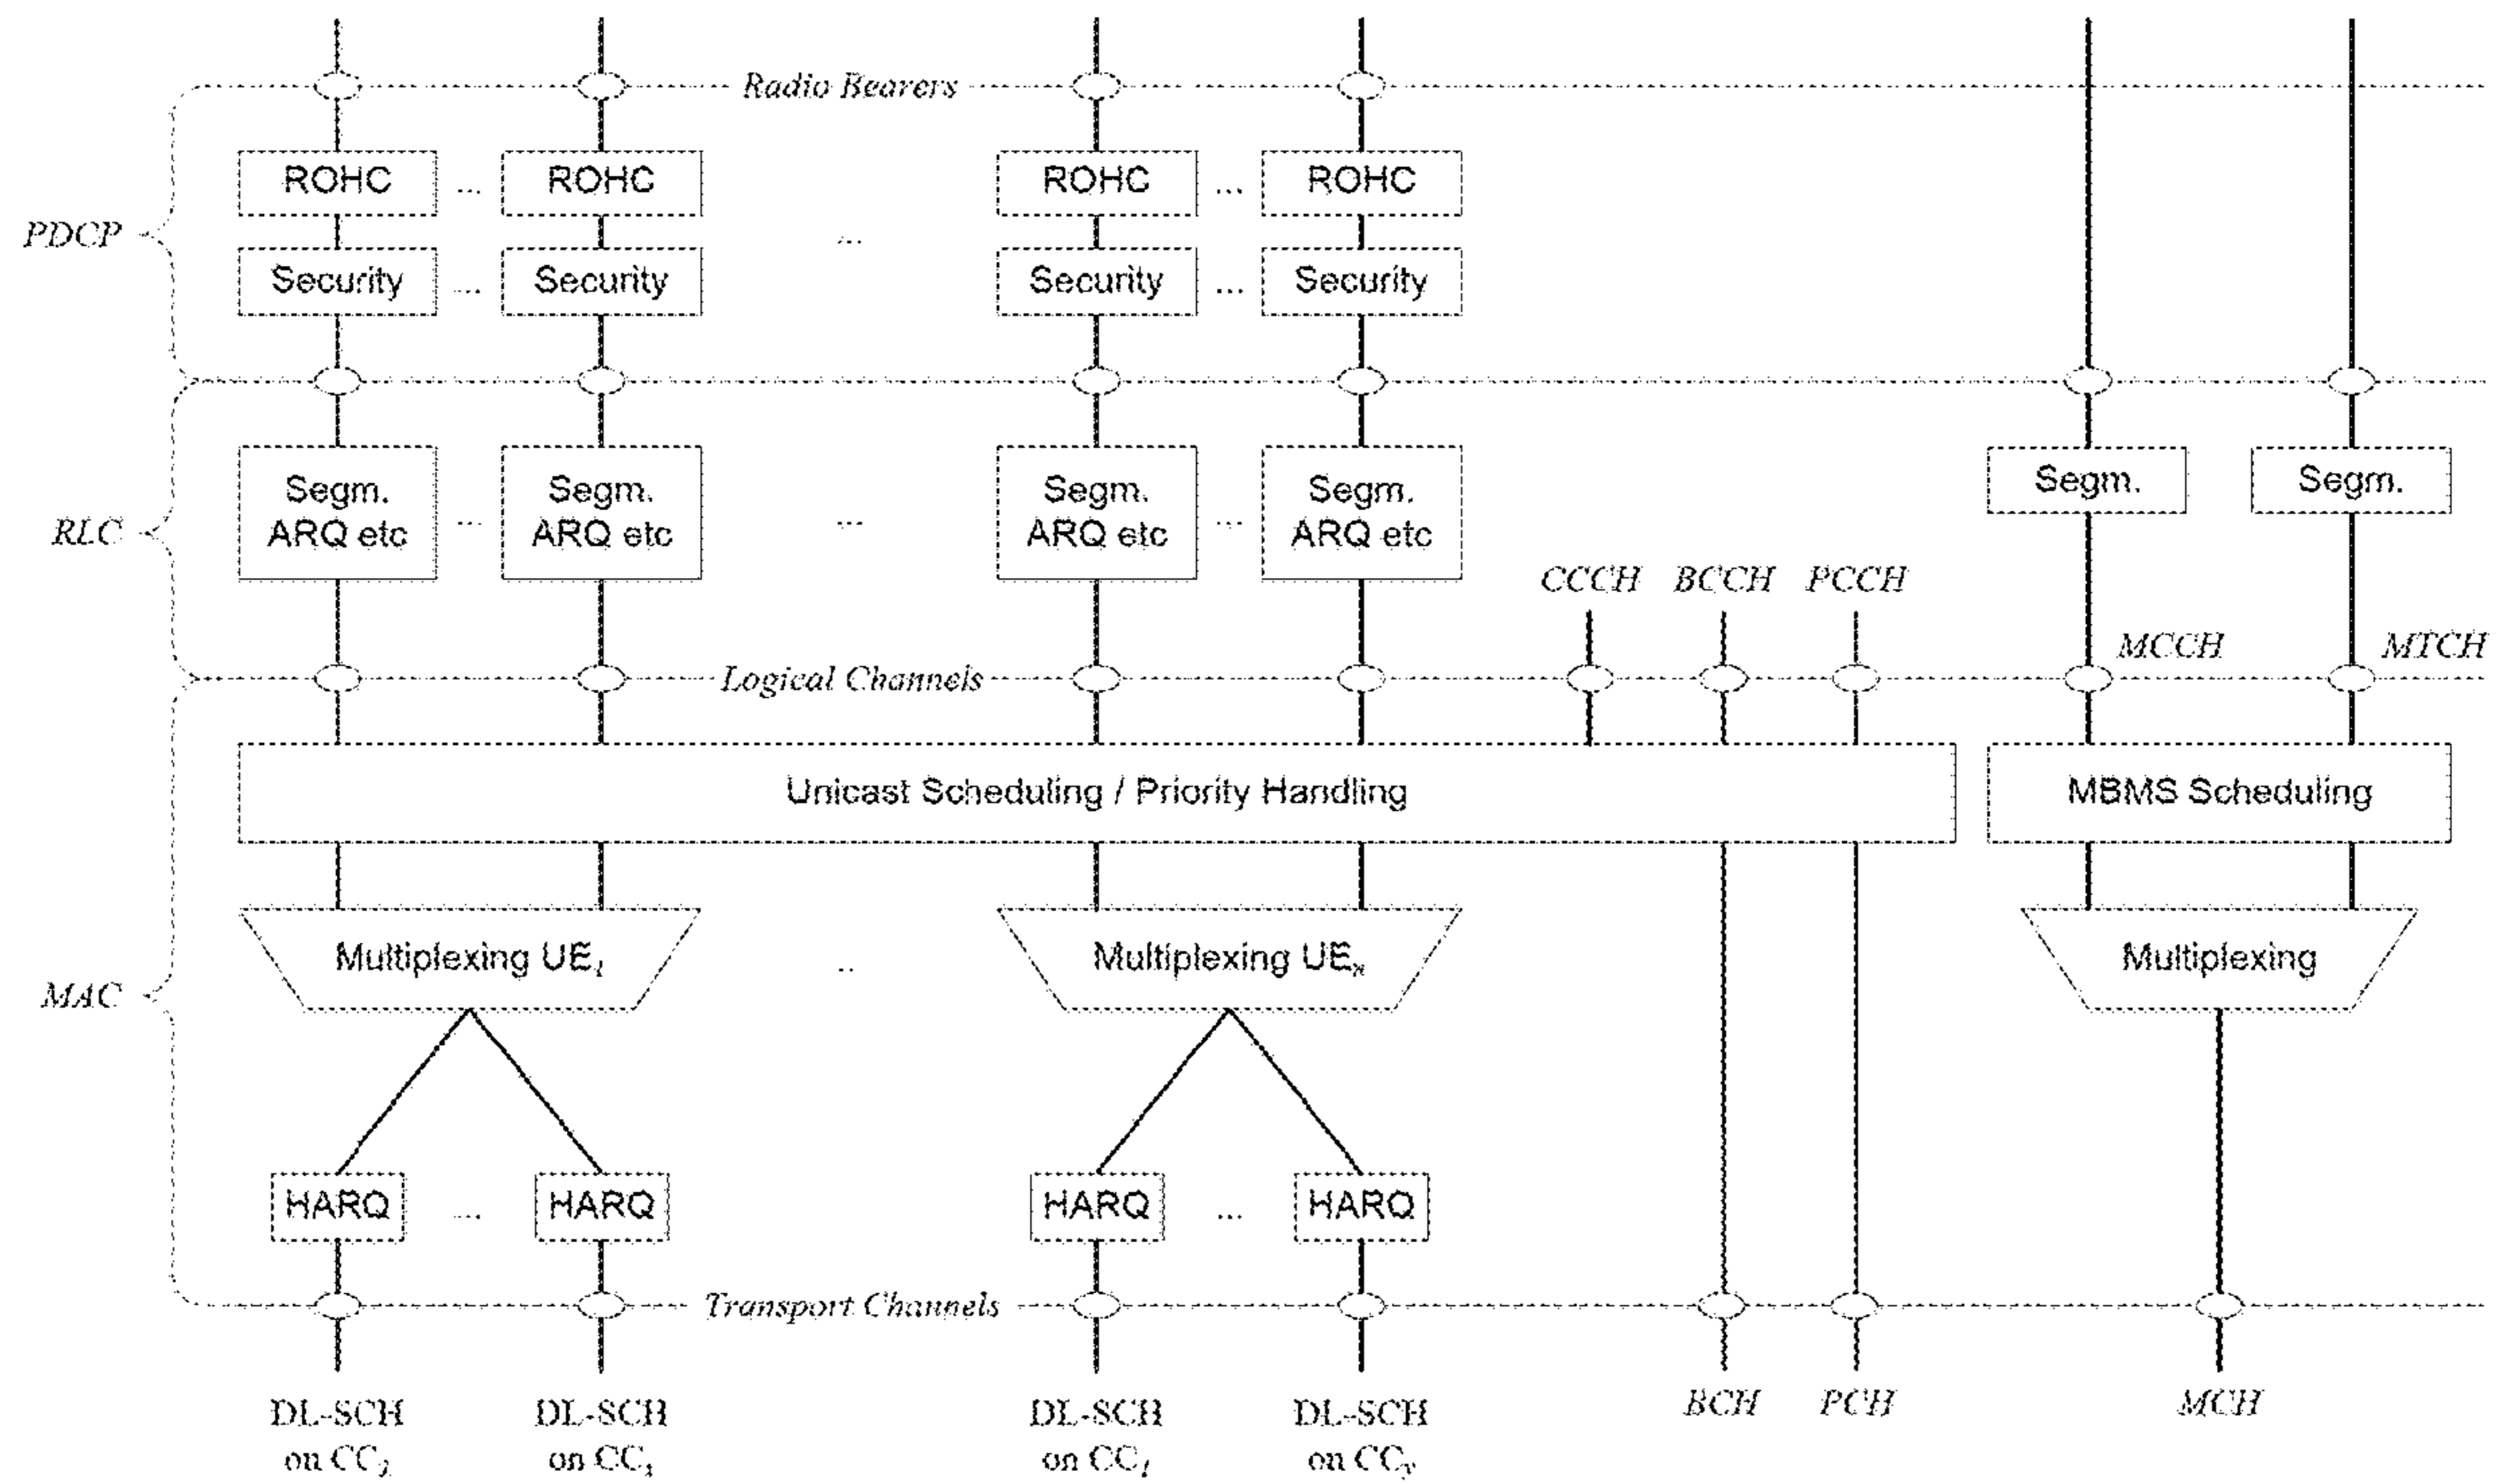 Radio Bearers
ROHC ... ROHC ROHC ... ROHC
PDCP ...
Security ... Security Security ... Security
Segm. ARQ etc ... Segm. ARQ etc ... Segm. ARQ etc ... Segm. ARQ etc
Segm. Segm.
RLC
CCCH BCCH PCCH
MCCH MTCH
Logical Channels
Unicast Scheduling / Priority Handling
MBMS Scheduling
Multiplexing UE .. Multiplexing UE Multiplexing
MAC
HARQ ... HARQ HARQ ... HARQ
Transport Channels
DL-SCH DL-SCH DL-SCH DL-SCH BCH PCH MCH
on CC on CC on CC on CC